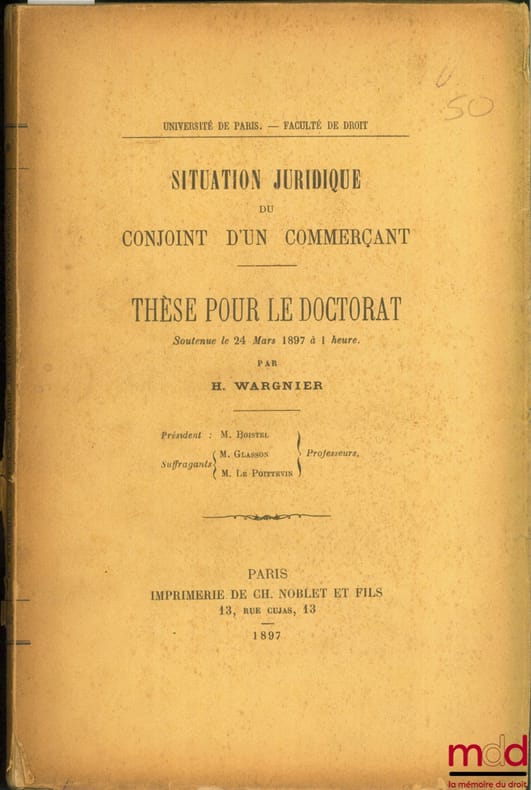 50
UNIVERSITÉ DE PARIS. — FACULTÉ DE DROIT
SITUATION JURIDIQUE
DU
CONJOINT D'UN COMMERÇANT
THÈSE POUR LE DOCTORAT
Soutenue le 24 Mars 1897 à 1 heure.
PAR
H. WARGNIER
Président : M. BOISTEL
Suffragants M. GLASSON
M. LE POITTEVIN
Professeurs,
PARIS
IMPRIMERIE DE CH. NOBLET ET FILS
13, RUE CUJAS, 13
1897
mdd
la mémoire du droit